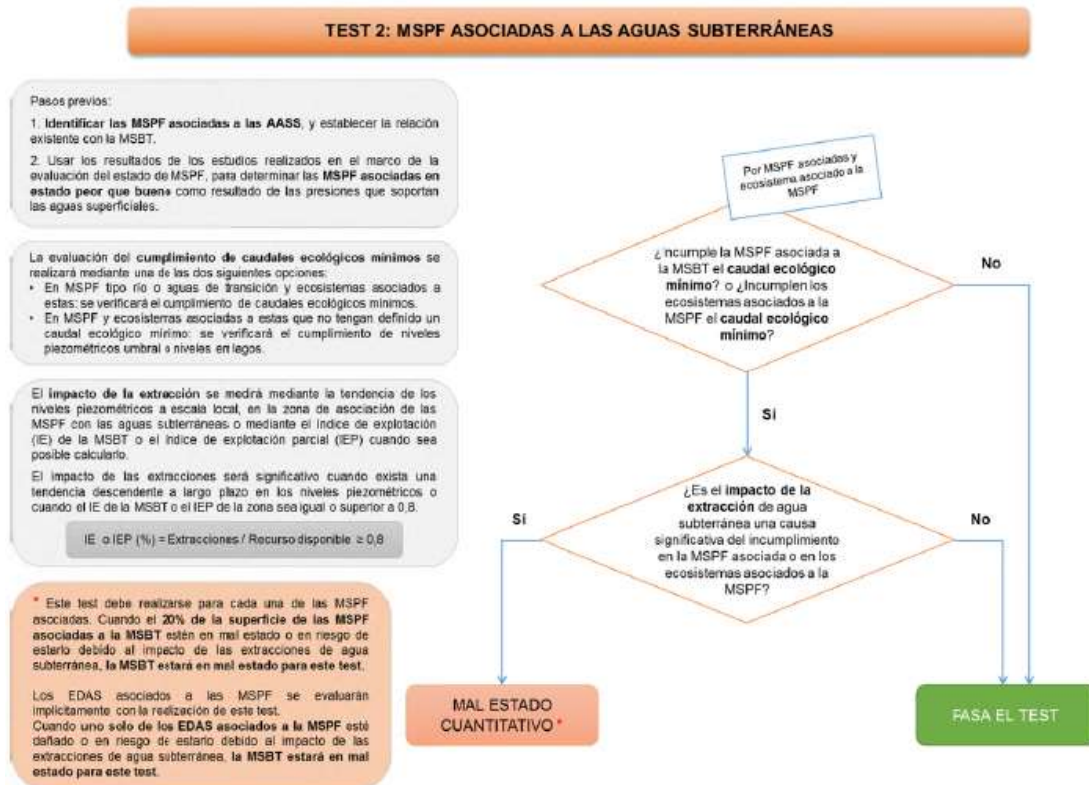 TEST 2: MSPF ASOCIADAS A LAS AGUAS SUBTERRÁNEAS
Pasos previos:
1. Identificar las MSPF asociadas a las AASS, y establecer la relación
existente con la MSBT.
2. Usar los resultados de los estudios realizados en el marco de la
evaluación del estado de MSPF, para determinar las MSPF asociadas en
estado peor que bueno como resultado de las presiones que soportan
las aguas superficiales.
La evaluación del cumplimiento de caudales ecológicos mínimos se
realizará mediante una de las dos siguientes opciones:
• En MSPF tipo río o aguas de transición y ecosistemas asociados a
estas: se verificará el cumplimiento de caudales ecológicos mínimos.
• En MSPF y ecosistemas asociadas a estas que no tengan definido un
caudal ecológico mínimo: se verificará el cumplimiento de niveles
piezométricos umbral o niveles en lagos.
El impacto de la extracción se medirá mediante la tendencia de los
niveles piezométricos a escala local, en la zona de asociación de las
MSPF con las aguas subterráneas o mediante el índice de explotación
(IE) de la MSBT o el índice de explotación parcial (IEP) cuando sea
posible calcularlo.
El impacto de las extracciones será significativo cuando exista una
tendencia descendente a largo plazo en los niveles piezométricos o
cuando el IE de la MSBT o el IEP de la zona sea igual o superior a 0,8.
IE o IEP (%) = Extracciones / Recurso disponible ≥ 0,8
* Este test debe realizarse para cada una de las MSPF
asociadas. Cuando el 20% de la superficie de las MSPF
asociadas a la MSBT estén en mal estado o en riesgo de
estarlo debido al impacto de las extracciones de agua
subterránea, la MSBT estará en mal estado para este test.
Los EDAS asociados a las MSPF se evaluarán
implícitamente con la realización de este test.
Cuando uno solo de los EDAS asociados a la MSPF esté
dañado o en riesgo de estarlo debido al impacto de las
extracciones de agua subterránea, la MSBT estará en mal
estado para este test.
Por MSPF asociadas y
ecosistema asociado a la
MSPF
¿Incumple la MSPF asociada a
la MSBT el caudal ecológico
mínimo? o ¿Incumplen los
ecosistemas asociados a la
MSPF el caudal ecológico
mínimo?
No
Sí
¿Es el impacto de la
extracción de agua
subterránea una causa
significativa del incumplimiento
en la MSPF asociada o en los
ecosistemas asociados a la
MSPF?
Sí
No
MAL ESTADO
CUANTITATIVO *
PASA EL TEST